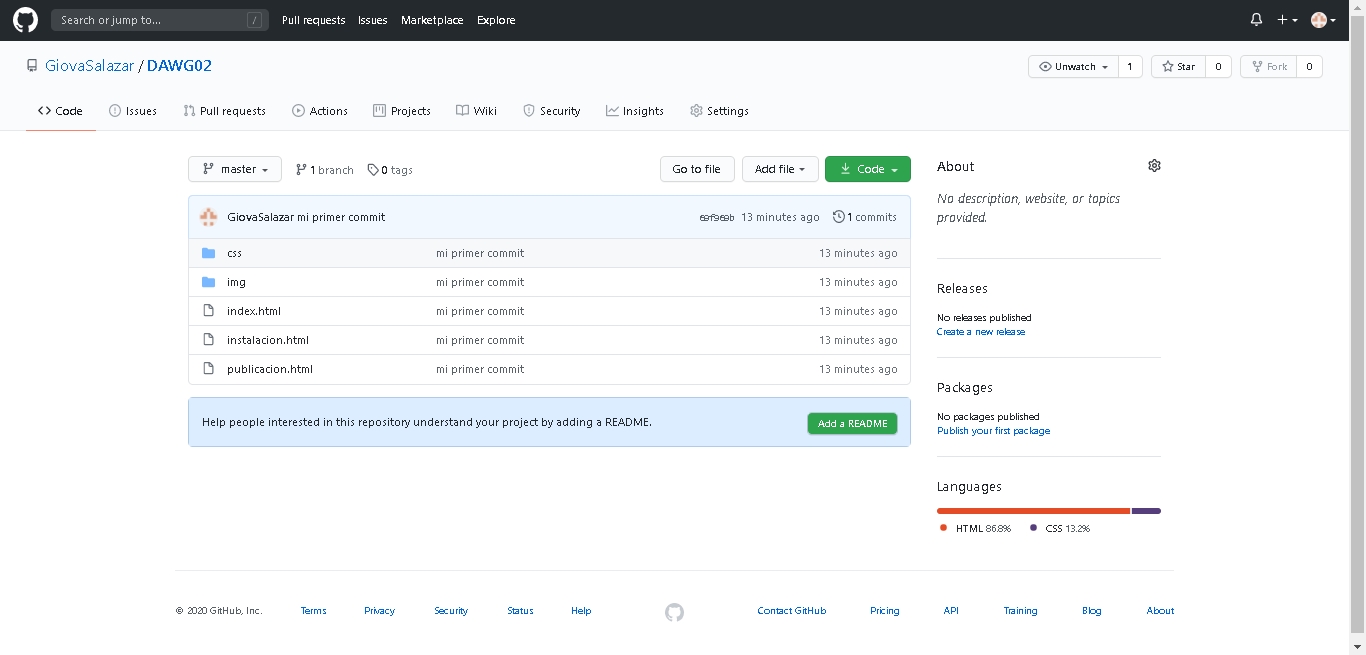 Search or jump to... /
Pull requests Issues Marketplace Explore
GiovaSalazar / DAWG02
Unwatch 1 Star 0 Fork 0
Code Issues Pull requests Actions Projects Wiki Security Insights Settings
master 1 branch 0 tags Go to file Add file Code
GiovaSalazar mi primer commit 13 minutes ago 1 commits
css mi primer commit 13 minutes ago
img mi primer commit 13 minutes ago
index.html mi primer commit 13 minutes ago
instalacion.html mi primer commit 13 minutes ago
publicacion.html mi primer commit 13 minutes ago
Help people interested in this repository understand your project by adding a README. Add a README
About
No description, website, or topics
provided.
Releases
No releases published
Create a new release
Packages
No packages published
Publish your first package
Languages
HTML 86.8% CSS 13.2%
© 2020 GitHub, Inc. Terms Privacy Security Status Help Contact GitHub Pricing API Training Blog About